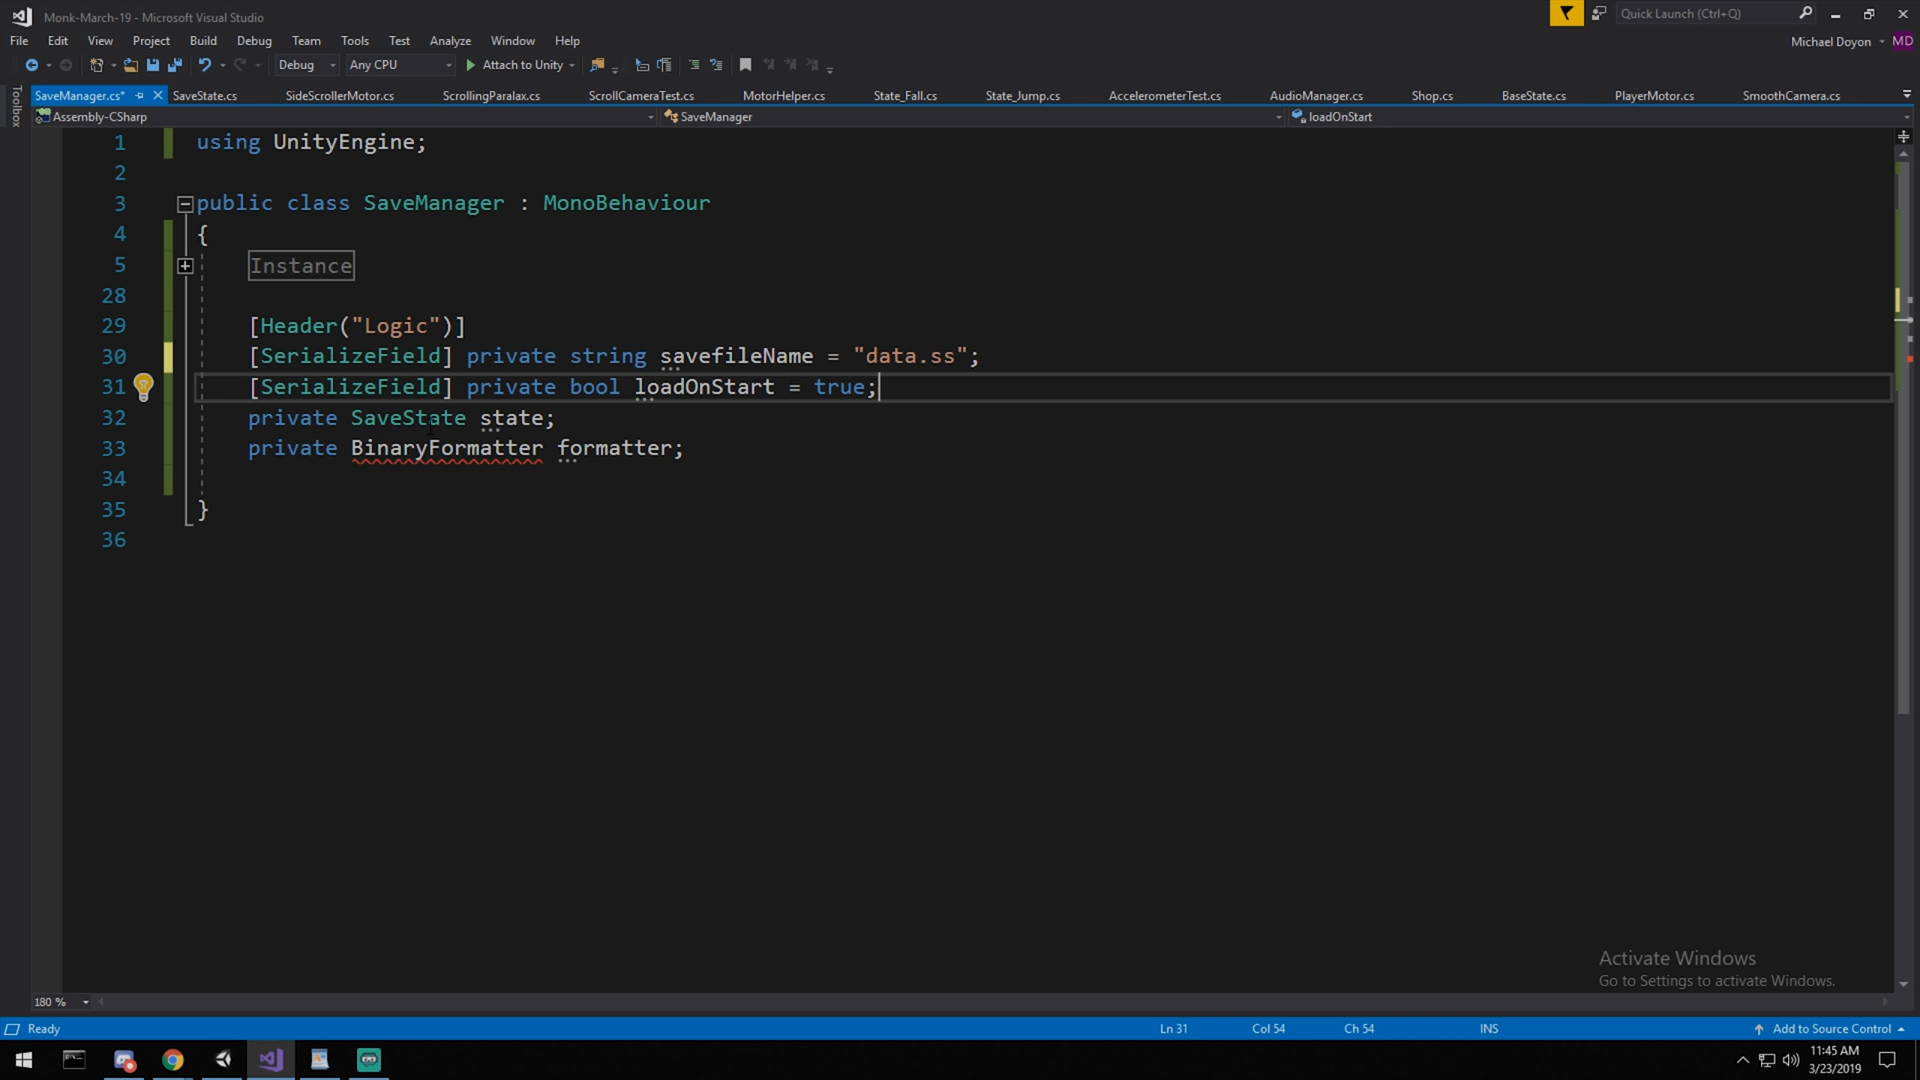 Monk-March-19 - Microsoft Visual Studio
Quick Launch (Ctrl+Q)
File Edit View Project Build Debug Team Tools Test Analyze Window Help
Michael Doyon MD
Debug Any CPU Attach to Unity
Toolbox
SaveManager.cs* SaveState.cs SideScrollerMotor.cs ScrollingParalax.cs ScrollCameraTest.cs MotorHelper.cs State_Fall.cs State_Jump.cs AccelerometerTest.cs AudioManager.cs Shop.cs BaseState.cs PlayerMotor.cs SmoothCamera.cs
Assembly-CSharp SaveManager loadOnStart
1 using UnityEngine;
2
3 public class SaveManager : MonoBehaviour
4 {
5 Instance
28
29 [Header("Logic")]
30 [SerializeField] private string savefileName = "data.ss";
31 [SerializeField] private bool loadOnStart = true;
32 private SaveState state;
33 private BinaryFormatter formatter;
34
35 }
36
Activate Windows
Go to Settings to activate Windows.
180 %
Ready Ln 31 Col 54 Ch 54 INS Add to Source Control
11:45 AM
3/23/2019